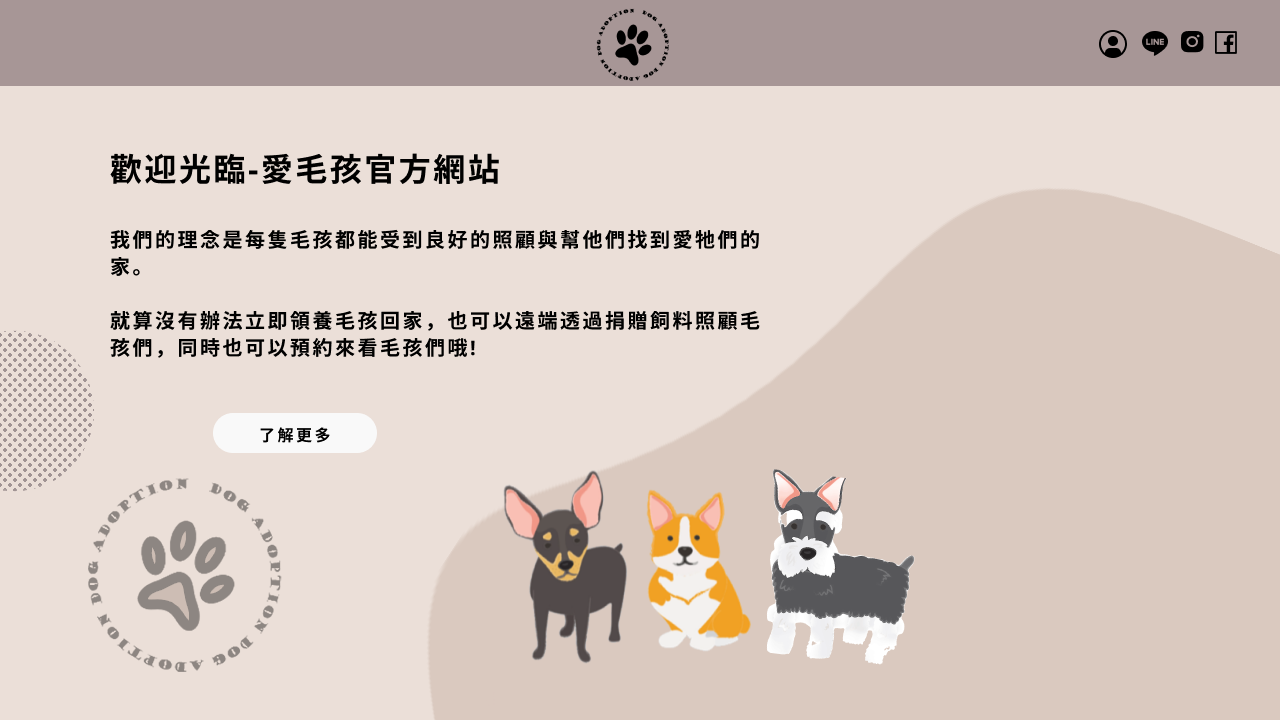 DOG ADOPTION DOG ADOPTION
LINE
歡迎光臨-愛毛孩官方網站
我們的理念是每隻毛孩都能受到良好的照顧與幫他們找到愛牠們的
家。
就算沒有辦法立即領養毛孩回家，也可以遠端透過捐贈飼料照顧毛
孩們，同時也可以預約來看毛孩們哦!
了解更多
DOG ADOPTION DOG ADOPTION